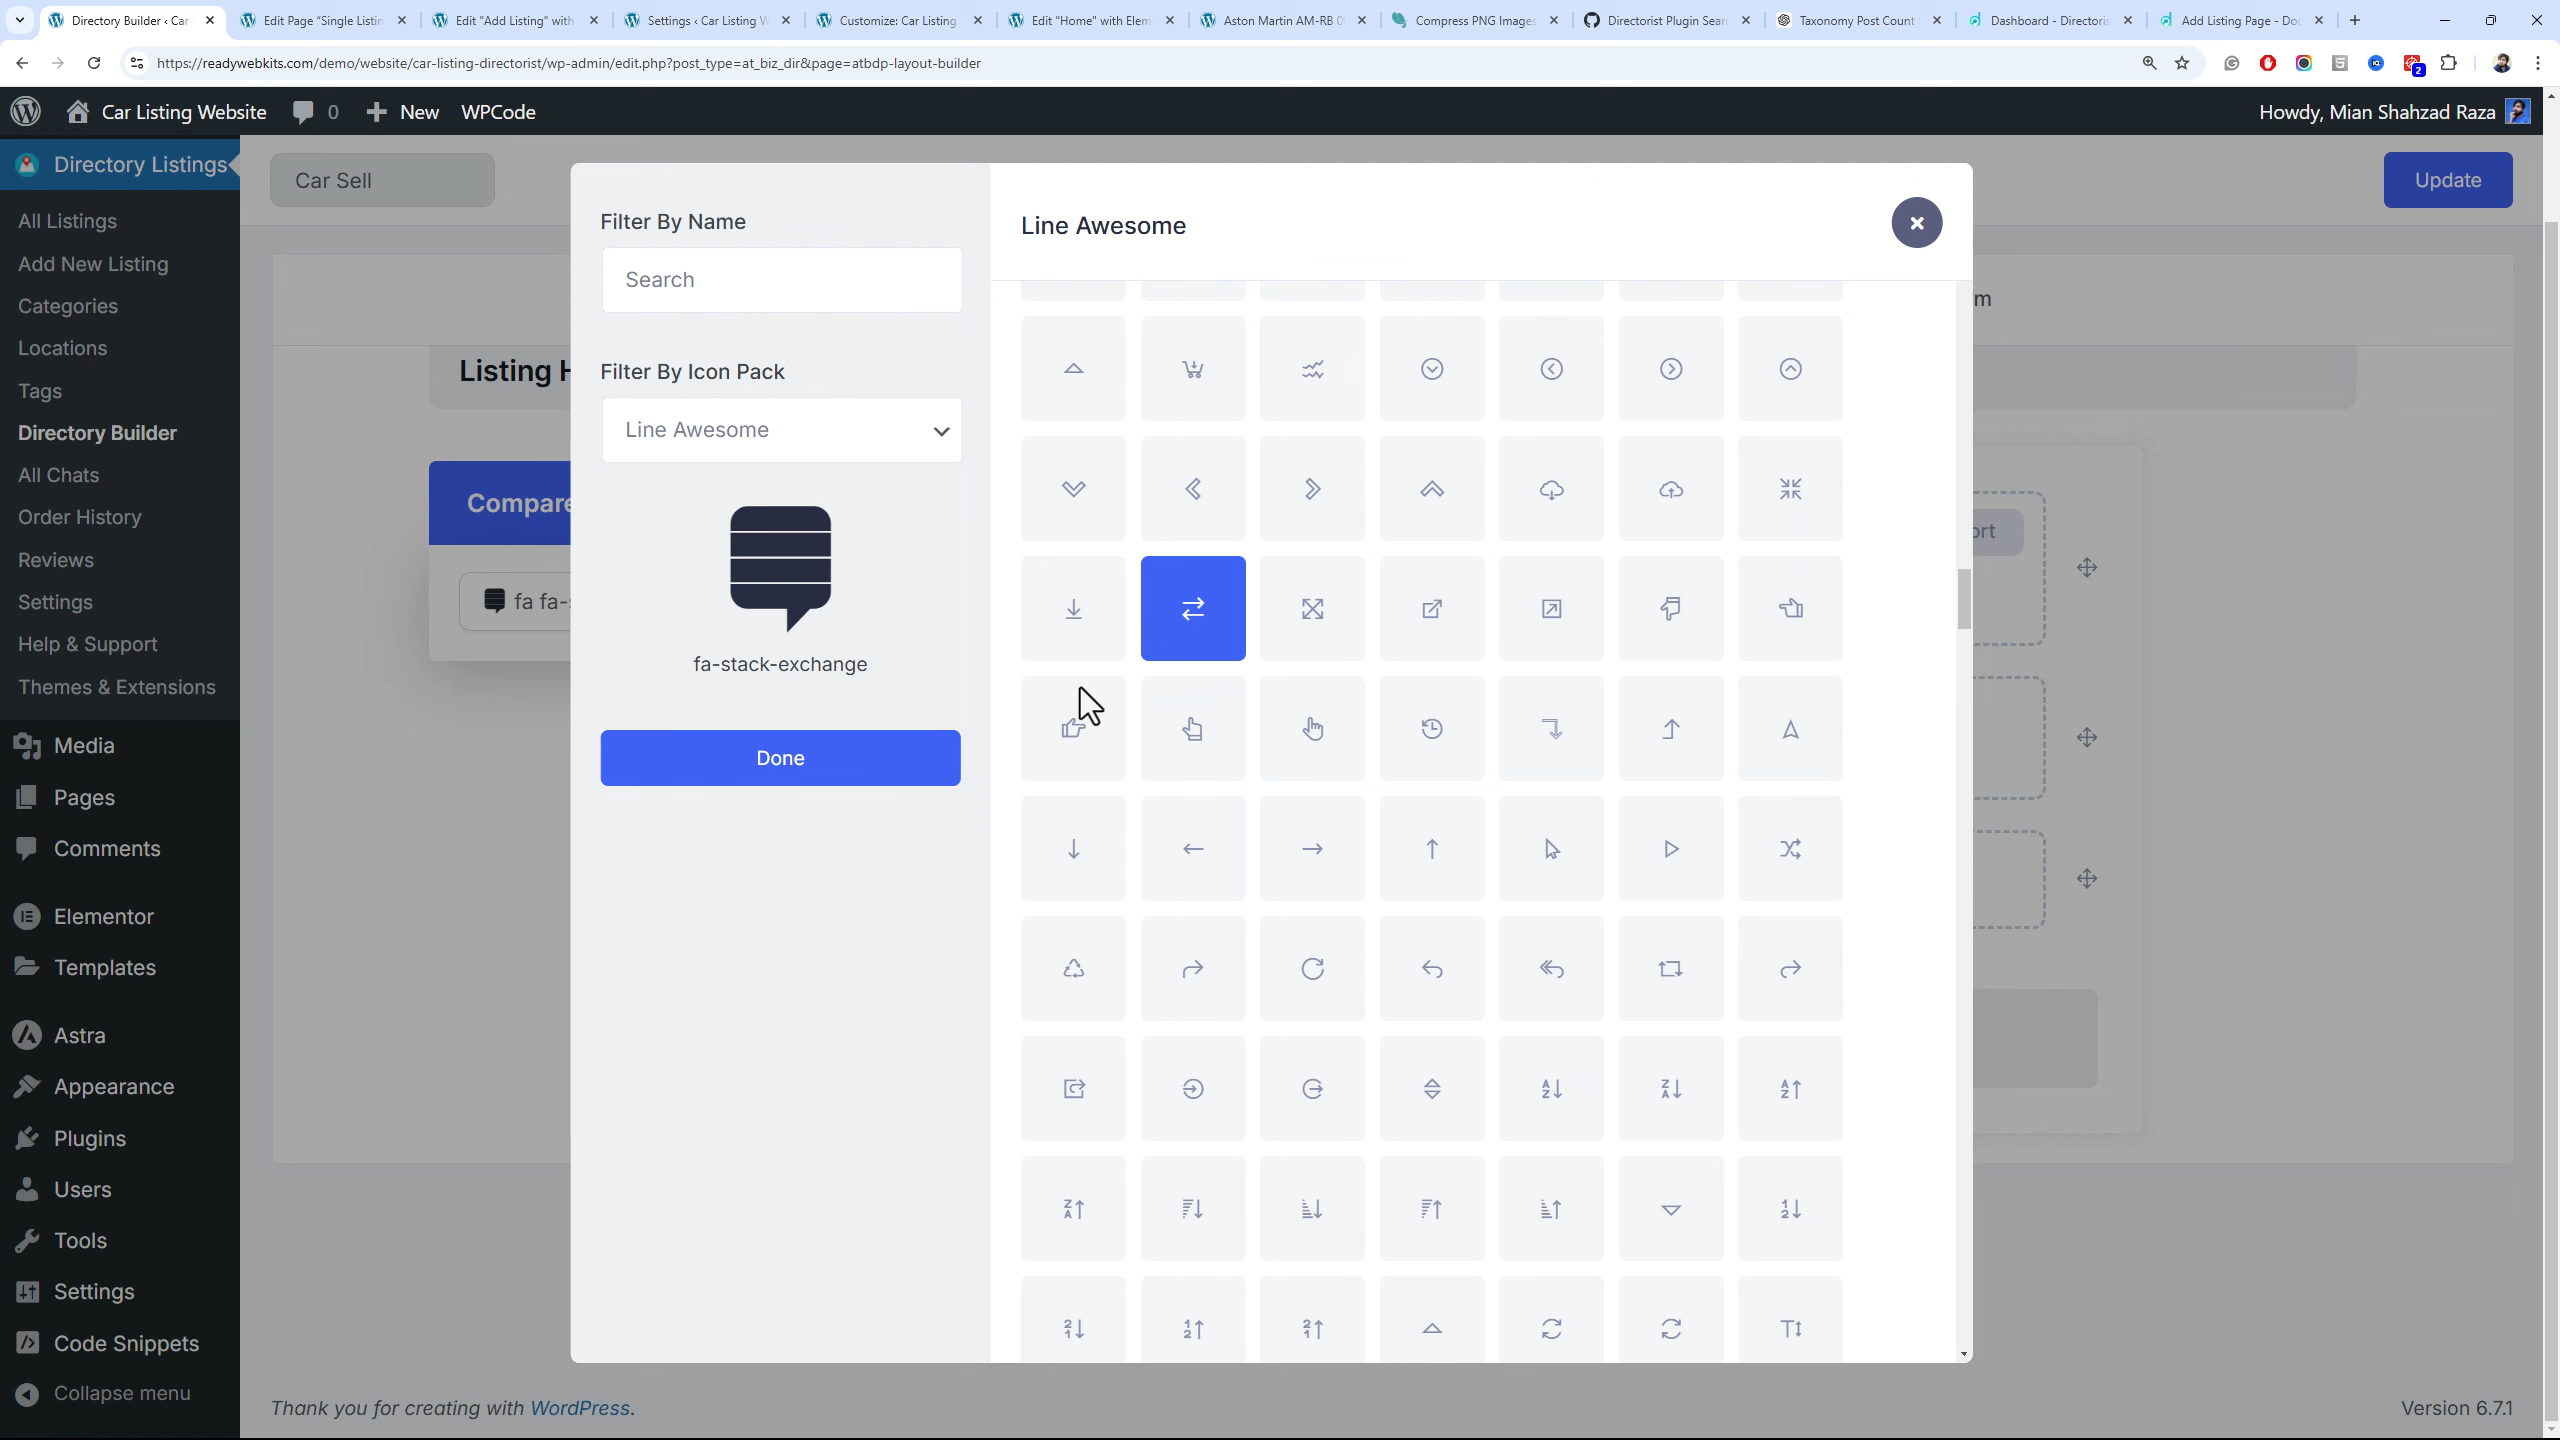 Directory Builder ‹ Car
Edit Page "Single Listin
Edit "Add Listing" with
Settings ‹ Car Listing W
Customize: Car Listing
Edit "Home" with Elem
Aston Martin AM-RB 0
Compress PNG Images
Directorist Plugin Sear
Taxonomy Post Count
Dashboard - Directoris
Add Listing Page - Doc
https://readywebkits.com/demo/website/car-listing-directorist/wp-admin/edit.php?post_type=at_biz_dir&page=atbdp-layout-builder
2
Car Listing Website
0
New
WPCode
Howdy, Mian Shahzad Raza
Directory Listings
All Listings
Add New Listing
Categories
Locations
Tags
Directory Builder
All Chats
Order History
Reviews
Settings
Help & Support
Themes & Extensions
Media
Pages
Comments
Elementor
Templates
Astra
Appearance
Plugins
Users
Tools
Settings
Code Snippets
Collapse menu
Car Sell
Update
Listing H
Compare
fa fa-s
m
ort
Filter By Name
Search
Filter By Icon Pack
Line Awesome
fa-stack-exchange
Done
Line Awesome
Thank you for creating with WordPress.
Version 6.7.1